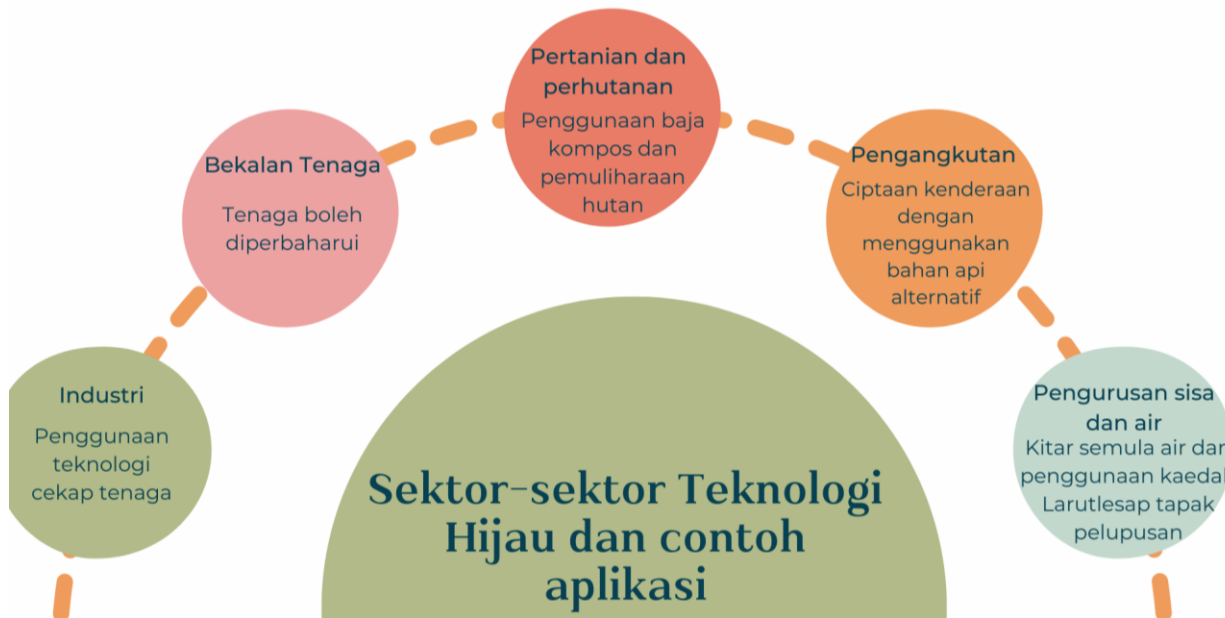 Pertanian dan
perhutanan
Penggunaan baja
kompos dan
pemuliharaan
hutan
Bekalan Tenaga
Tenaga boleh
diperbaharui
Pengangkutan
Ciptaan kenderaan
dengan
menggunakan
bahan api
alternatif
Industri
Penggunaan
teknologi
cekap tenaga
Pengurusan sisa
dan air
Kitar semula air dan
penggunaan kaedah
Larutlesap tapak
pelupusan
Sektor-sektor Teknologi
Hijau dan contoh
aplikasi